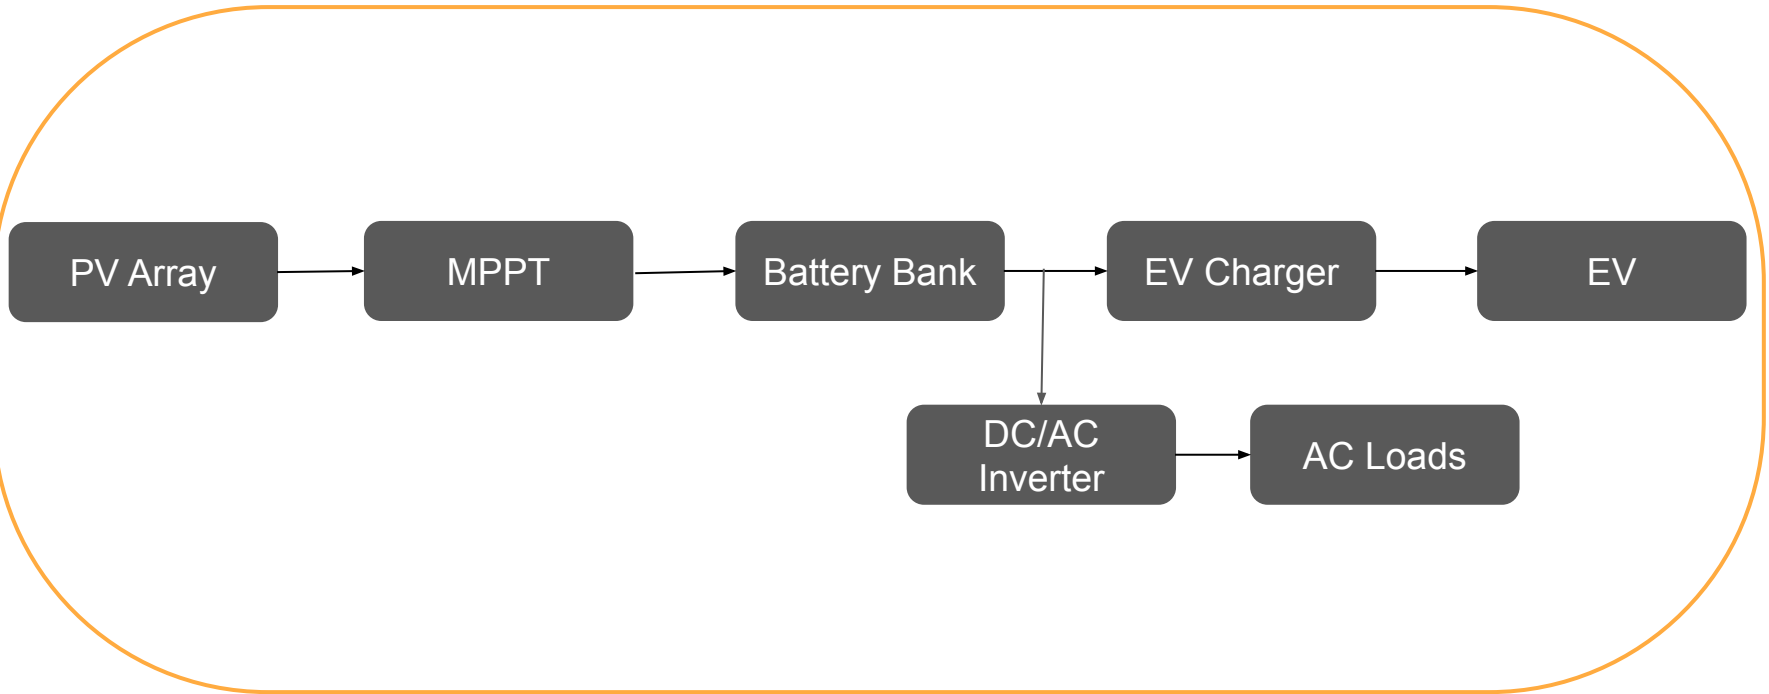 PV Array
MPPT
Battery Bank
EV Charger
EV
DC/AC
Inverter
AC Loads